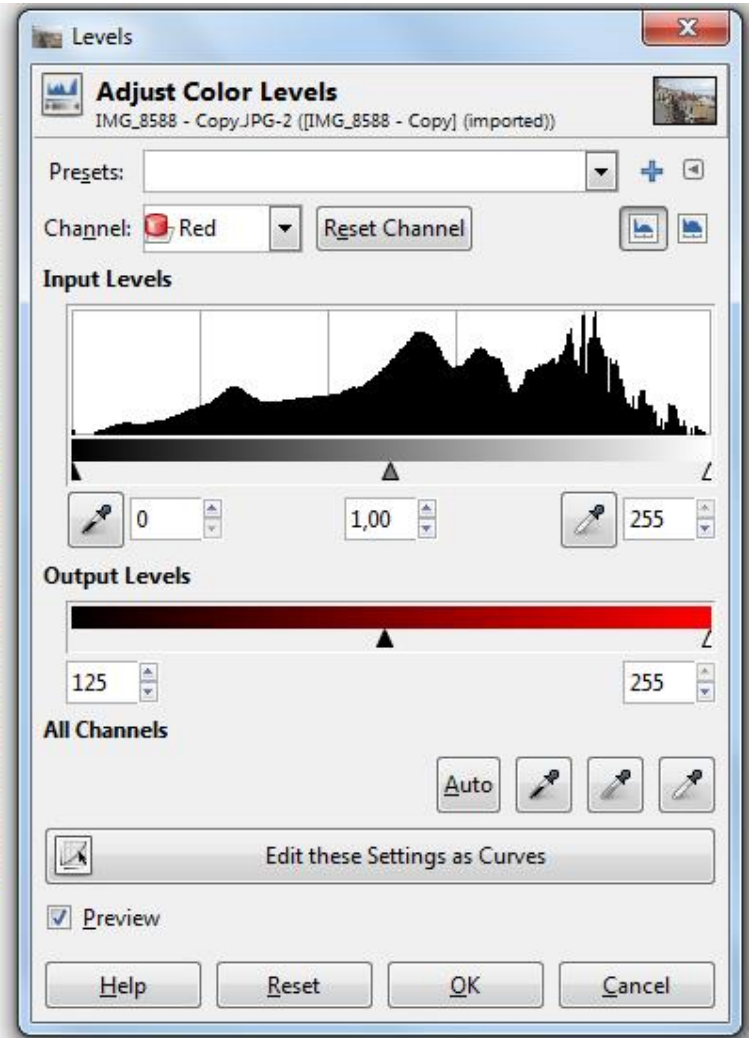 Levels
Adjust Color Levels
IMG_8588 - Copy.JPG-2 ([IMG_8588 - Copy] (imported))
Presets:
Channel: Red Reset Channel
Input Levels
0 1,00 255
Output Levels
125 255
All Channels
Auto
Edit these Settings as Curves
Preview
Help Reset OK Cancel